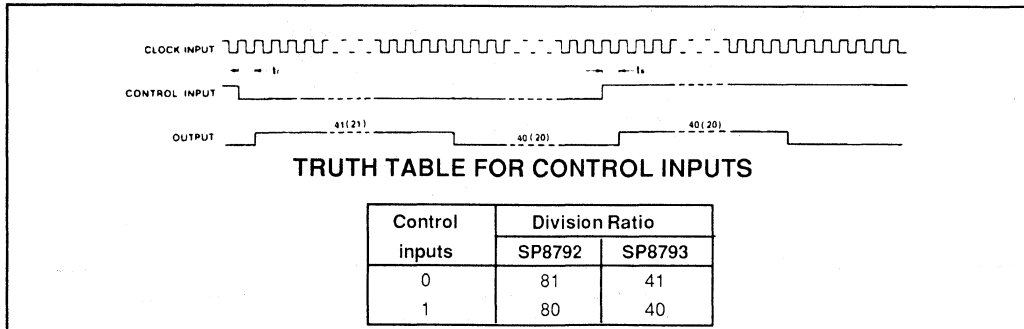 CLOCK INPUT
tr
ts
CONTROL INPUT
41(21)
40(20)
40(20)
OUTPUT
TRUTH TABLE FOR CONTROL INPUTS
Control inputs
Division Ratio
SP8792
SP8793
0 81 41
1 80 40